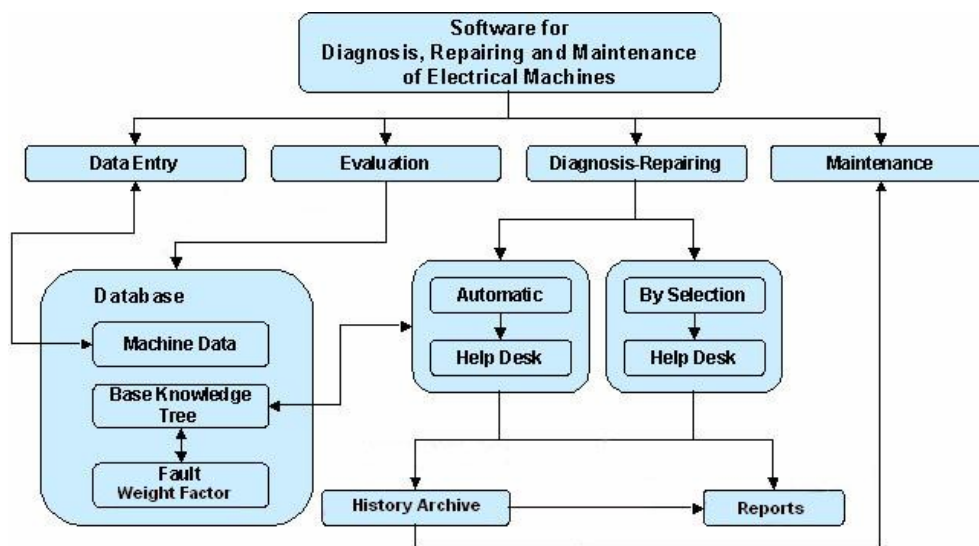 Software for
Diagnosis, Repairing and Maintenance
of Electrical Machines
Data Entry
Evaluation
Diagnosis-Repairing
Maintenance
Database
Machine Data
Base Knowledge
Tree
Fault
Weight Factor
Automatic
Help Desk
By Selection
Help Desk
History Archive
Reports